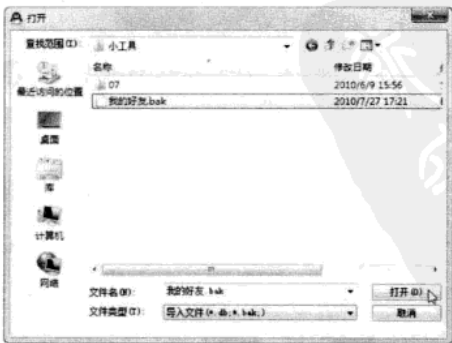 打开
查找范围(I): 小工具
名称 修改日期
07 2010/6/9 15:56
我的好友.bak 2010/7/27 17:21
最近访问的位置
桌面
库
计算机
网络
文件名(N): 我的好友.bak 打开(O)
文件类型(T): 导入文件(*.db;*.bak;) 取消